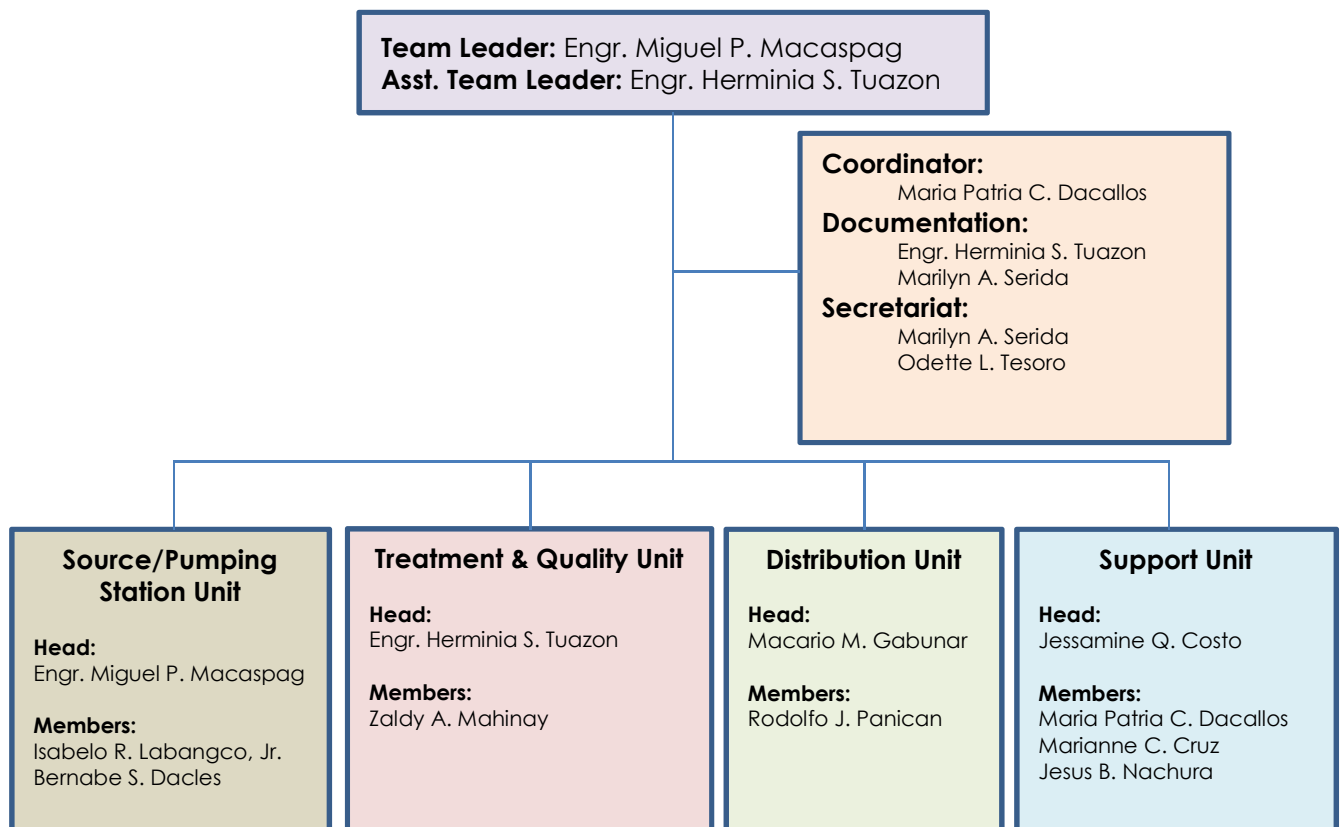 Team Leader: Engr. Miguel P. Macaspag
Asst. Team Leader: Engr. Herminia S. Tuazon
Coordinator:
Maria Patria C. Dacallos
Documentation:
Engr. Herminia S. Tuazon
Marilyn A. Serida
Secretariat:
Marilyn A. Serida
Odette L. Tesoro
Source/Pumping
Station Unit
Head:
Engr. Miguel P. Macaspag
Members:
Isabelo R. Labangco, Jr.
Bernabe S. Dacles
Treatment & Quality Unit
Head:
Engr. Herminia S. Tuazon
Members:
Zaldy A. Mahinay
Distribution Unit
Head:
Macario M. Gabunar
Members:
Rodolfo J. Panican
Support Unit
Head:
Jessamine Q. Costo
Members:
Maria Patria C. Dacallos
Marianne C. Cruz
Jesus B. Nachura